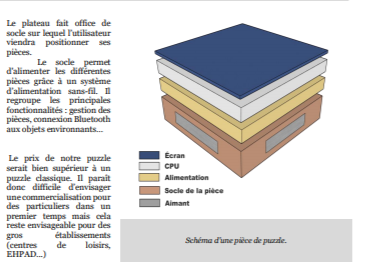 Le plateau fait office de
socle sur lequel l'utilisateur
viendra positionner ses
pièces.
Le socle permet
d'alimenter les différentes
pièces grâce à un système
d'alimentation sans-fil. Il
regroupe les principales
fonctionnalités : gestion des
pièces, connexion Bluetooth
aux objets environnants...
Le prix de notre puzzle
serait bien supérieur à un
puzzle classique. Il paraît
donc difficile d'envisager
une commercialisation pour
des particuliers dans un
premier temps mais cela
reste envisageable pour des
gros établissements
(centres de loisirs,
EHPAD...)
Écran
CPU
Alimentation
Socle de la pièce
Aimant
Schéma d'une pièce de puzzle.